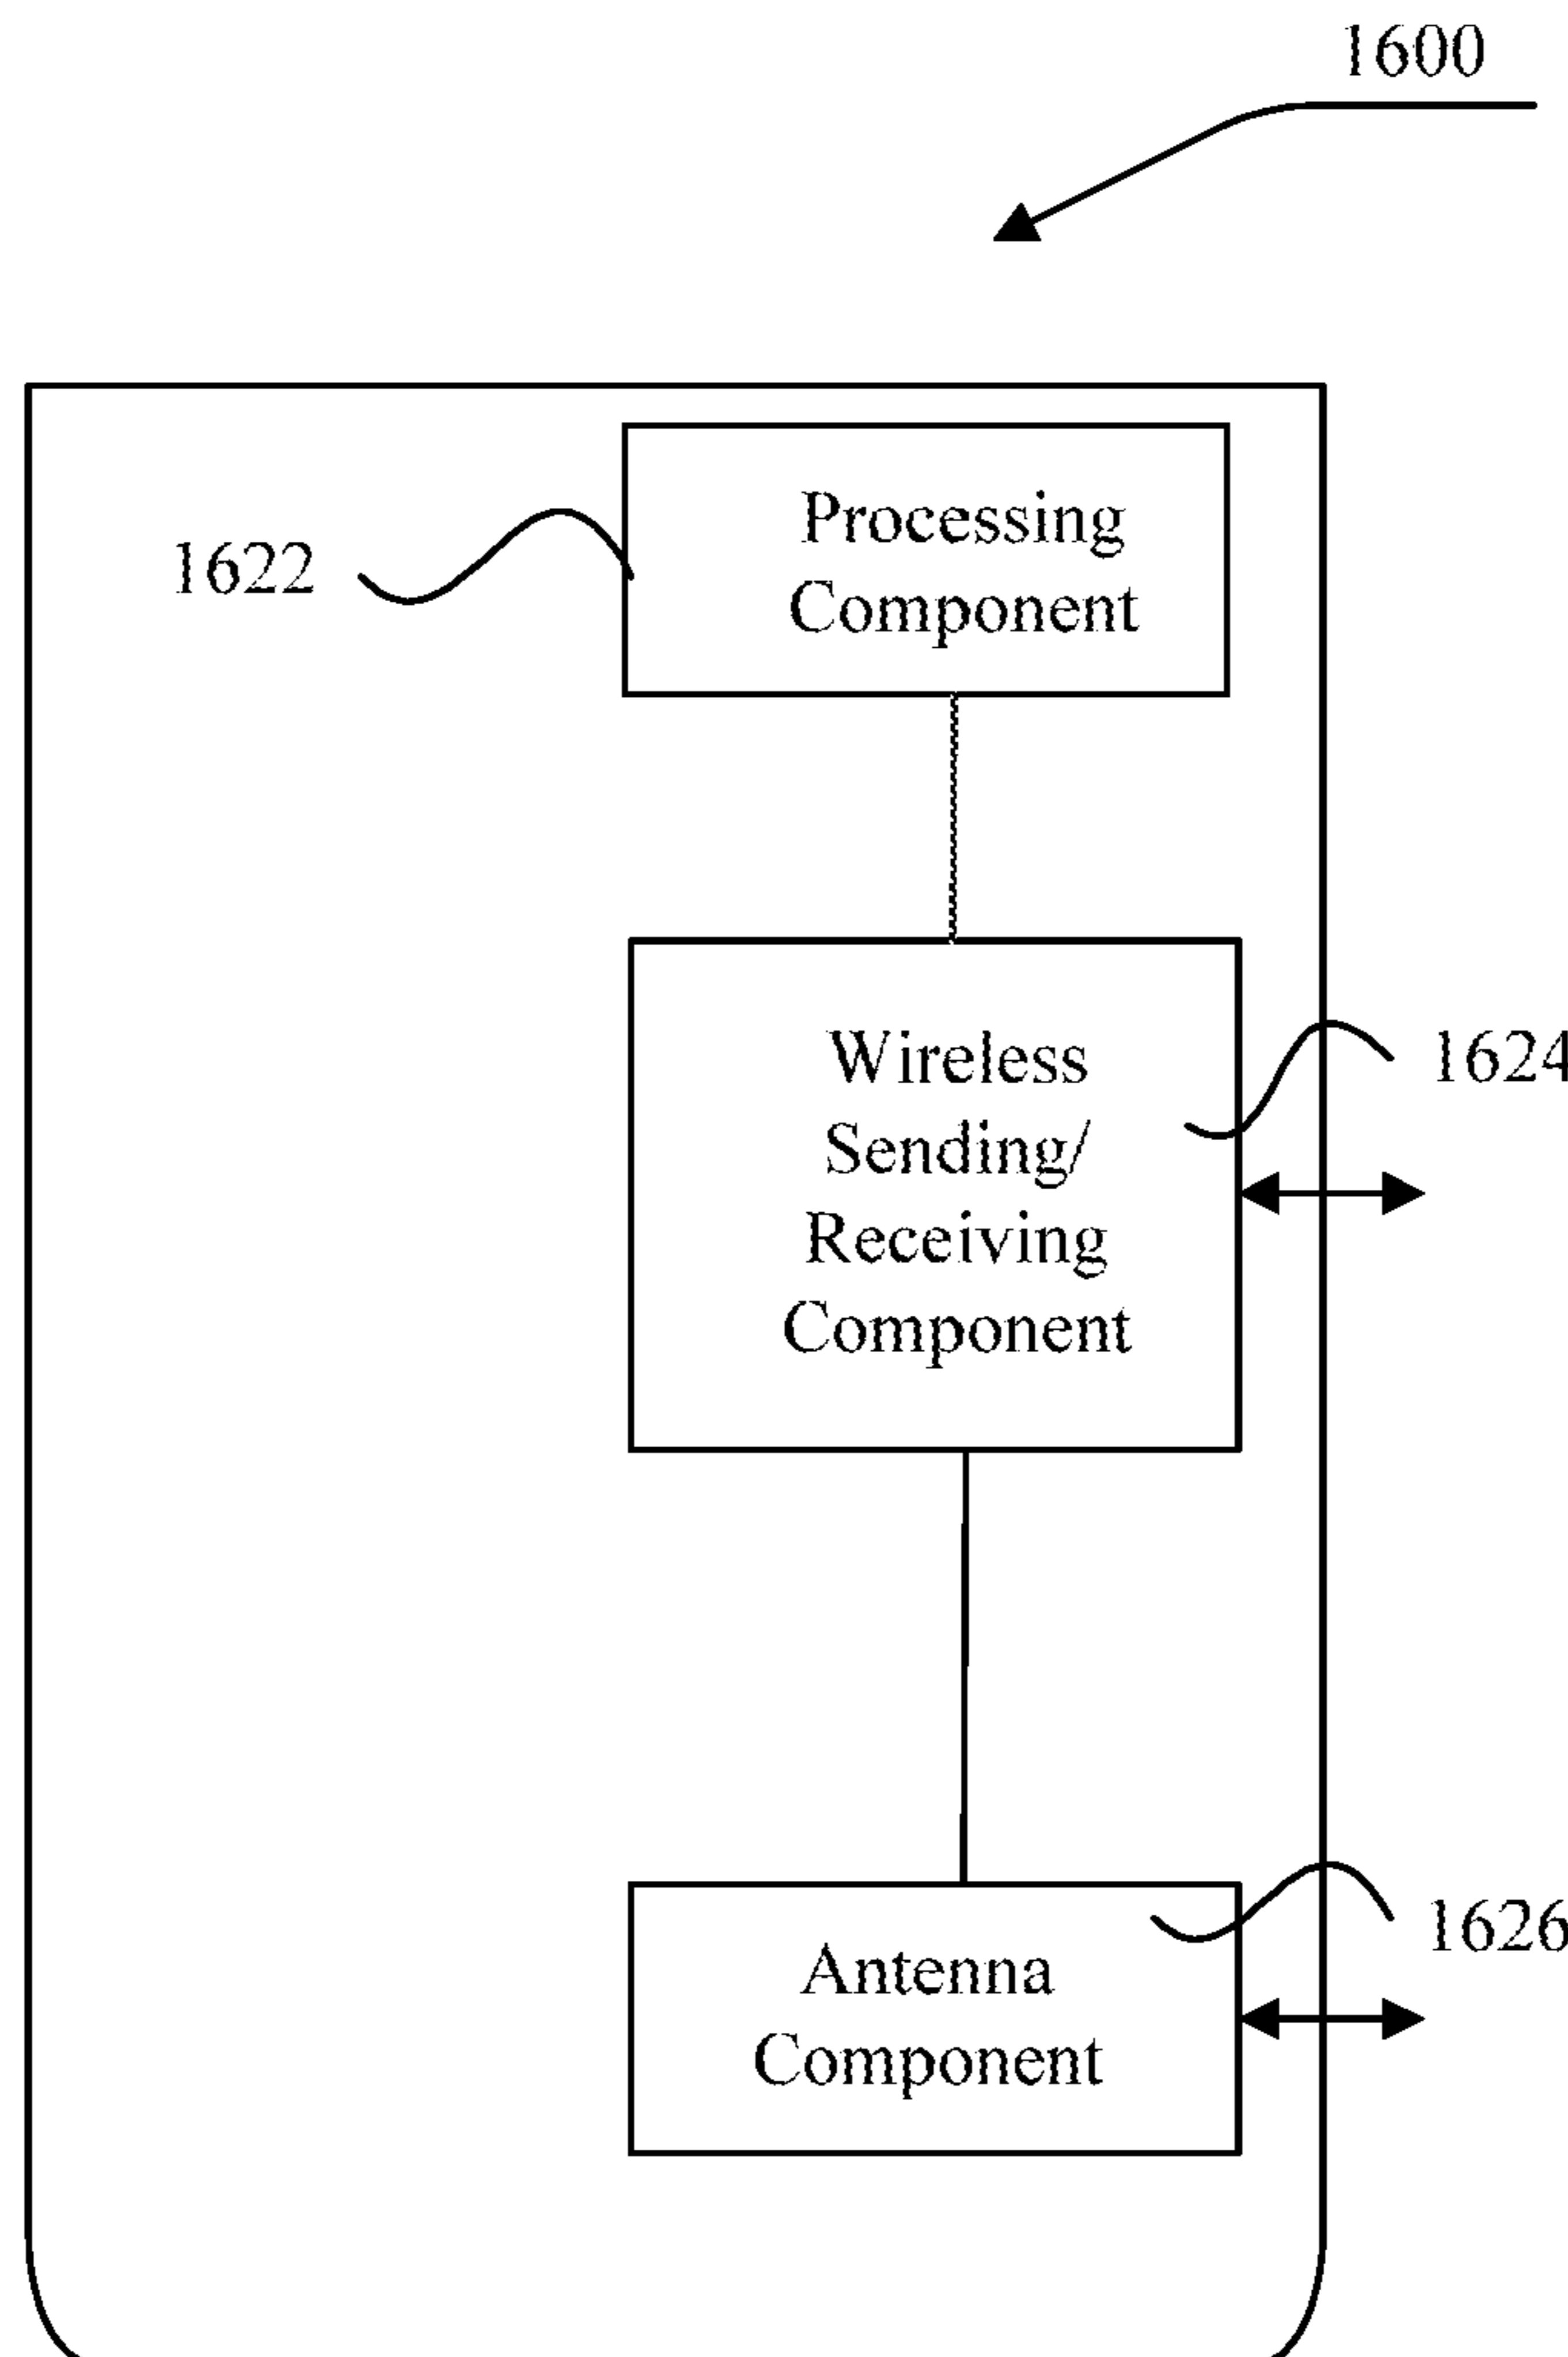 1600
Processing
Component
1622
Wireless
Sending/
Receiving
Component
1624
1626
Antenna
Component